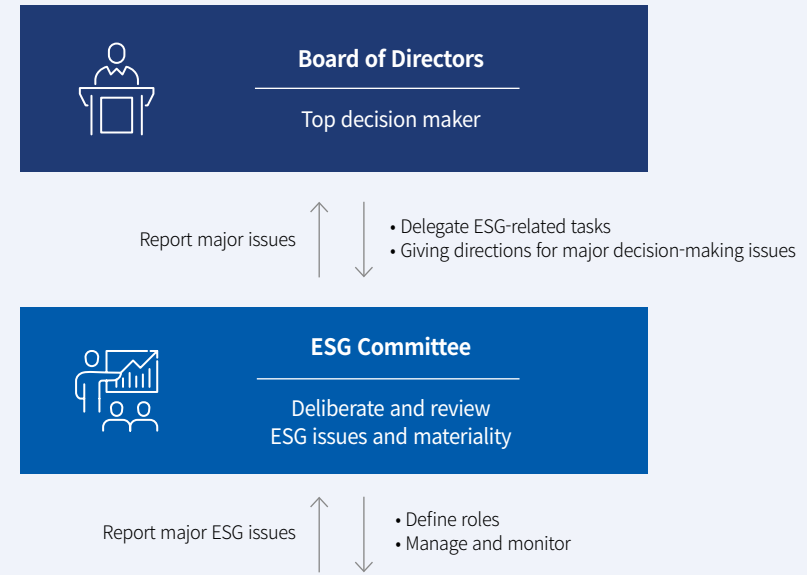 Board of Directors
Top decision maker
Report major issues
• Delegate ESG-related tasks
• Giving directions for major decision-making issues
ESG Committee
Deliberate and review
ESG issues and materiality
Report major ESG issues
• Define roles
• Manage and monitor